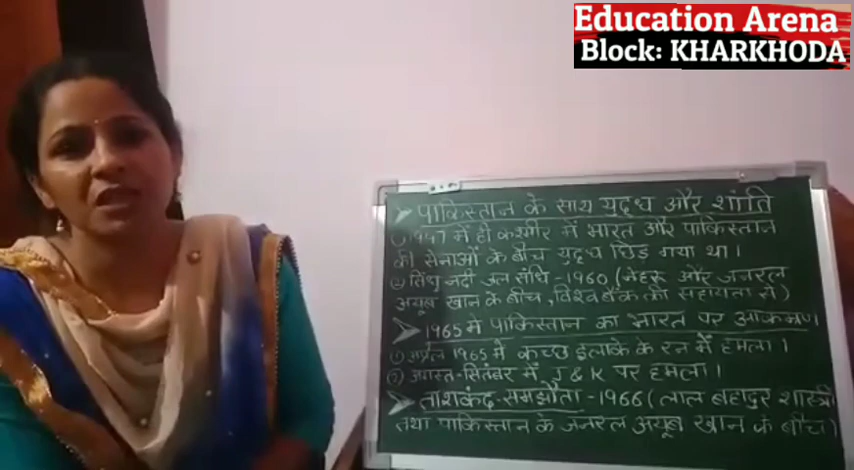 Education Arena
Block: KHARKHODA
➤ पाकिस्तान के साथ युद्ध और शांति
① 1947 में ही कश्मीर में भारत और पाकिस्तान
की सेनाओं के बीच युद्ध छिड़ गया था।
② सिंधु नदी जल संधि - 1960 (नेहरू और जनरल
अयूब खान के बीच, विश्वबैंक की सहायता से)
➤ 1965 में पाकिस्तान का भारत पर आक्रमण।
① अप्रैल 1965 में कच्छ इलाके के रन में हमला।
② अगस्त-सितंबर में J & K पर हमला।
➤ ताशकंद-समझौता - 1966 (लाल बहादुर शास्त्री
तथा पाकिस्तान के जनरल अयूब खान के बीच)